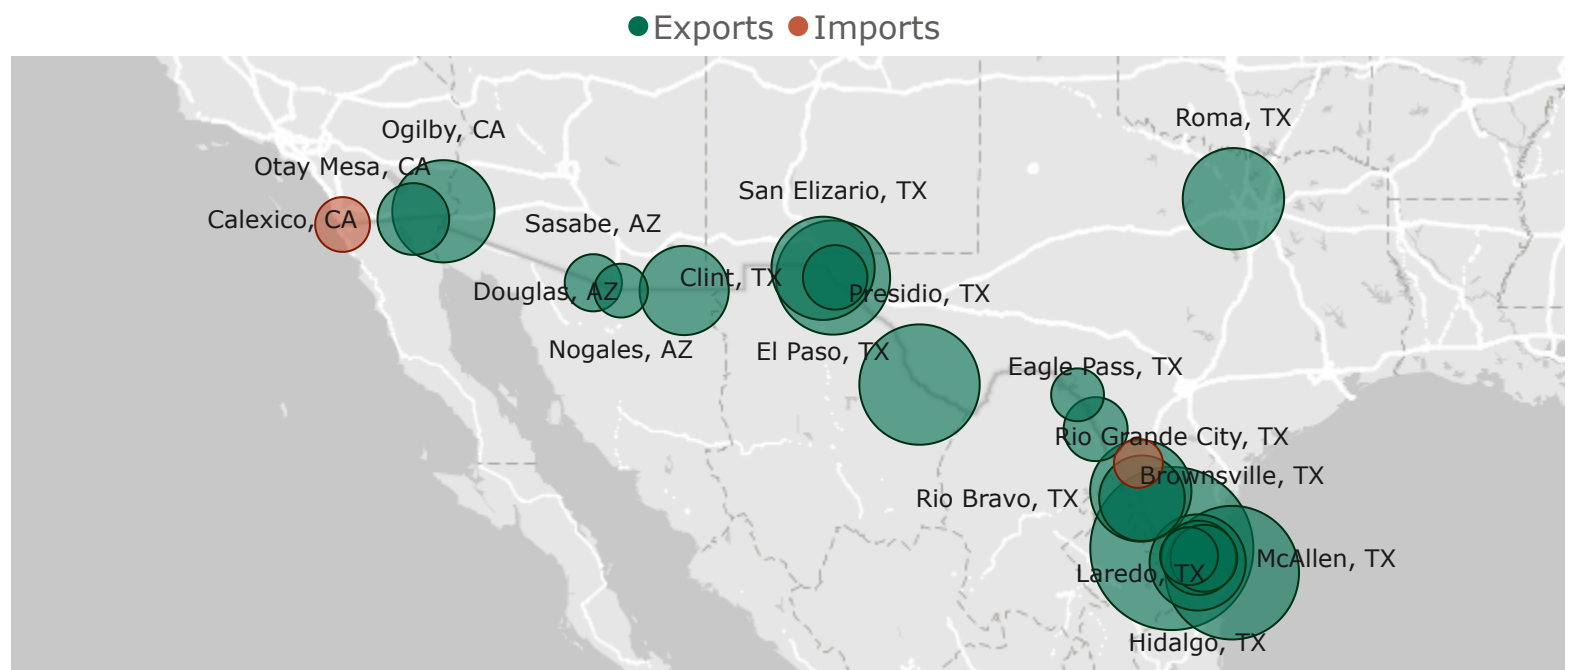 Exports Imports
Roma, TX
Ogilby, CA
Otay Mesa, CA
San Elizario, TX
Calexico, CA
Sasabe, AZ
Clint, TX
Douglas, AZ
Presidio, TX
Nogales, AZ
El Paso, TX
Eagle Pass, TX
Rio Grande City, TX
Brownsville, TX
Rio Bravo, TX
McAllen, TX
Laredo, TX
Hidalgo, TX